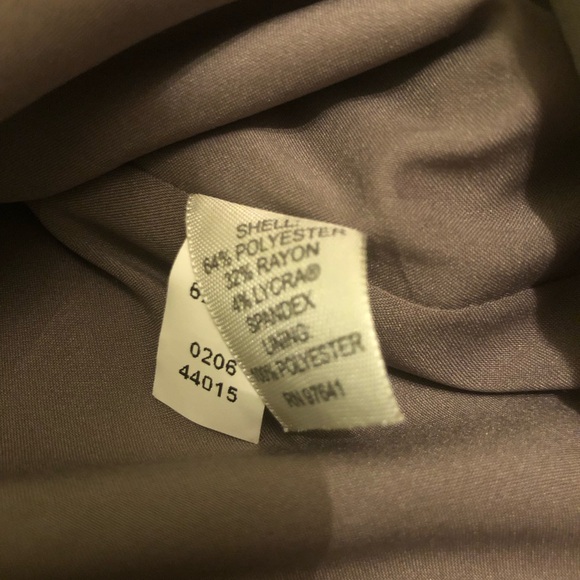 SHELL:
64% POLYESTER
32% RAYON
4% LYCRA®
SPANDEX
LINING:
100% POLYESTER
RN 97641
0206
44015